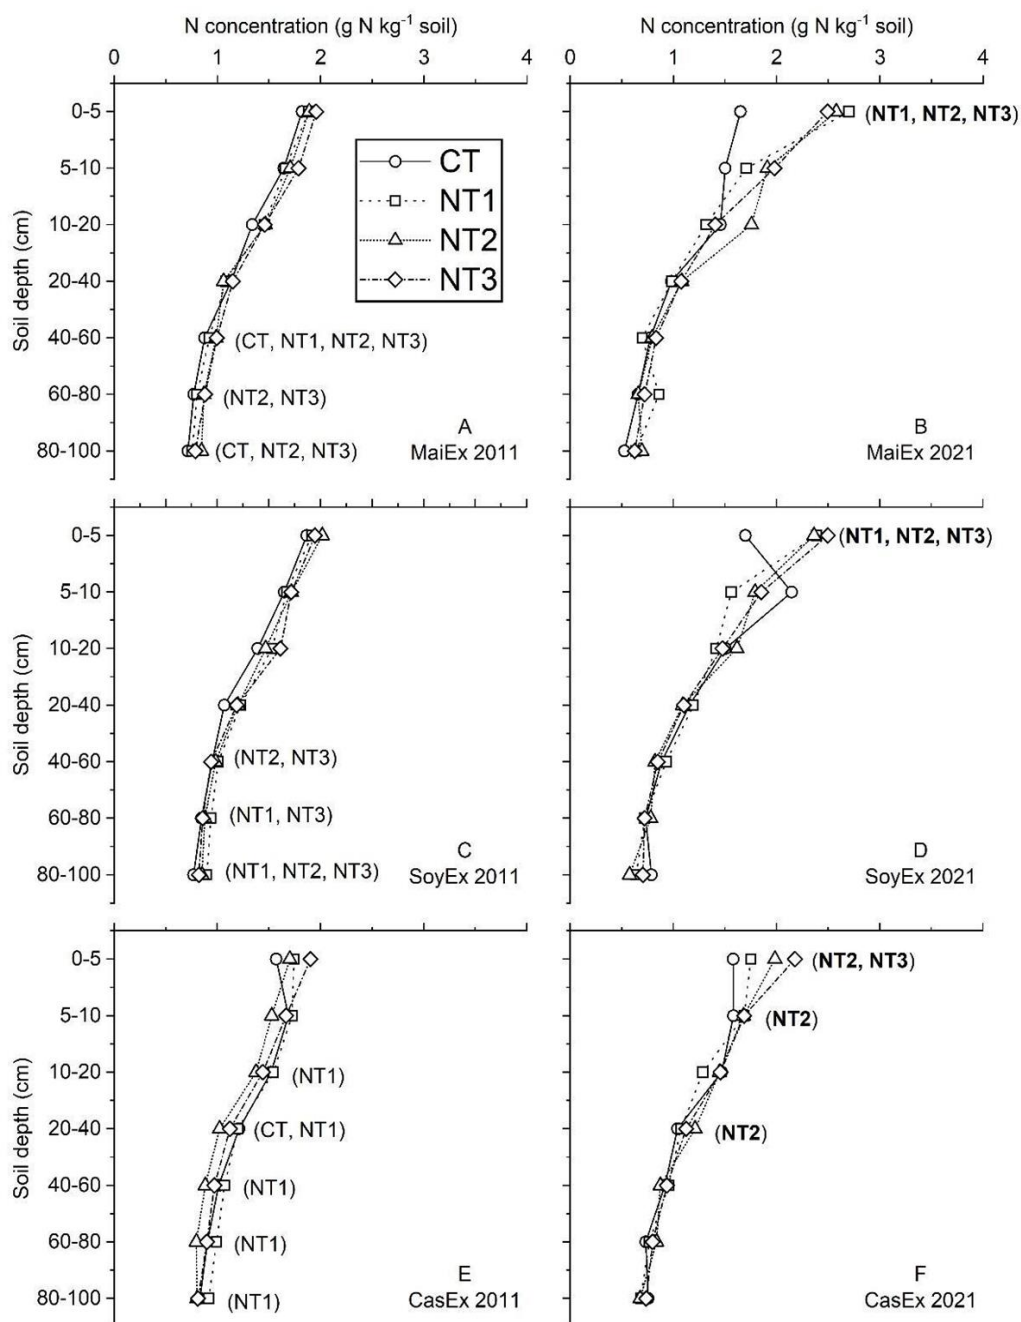 N concentration (g N kg⁻¹ soil)
N concentration (g N kg⁻¹ soil)
0 1 2 3 4
0 1 2 3 4
Soil depth (cm)
0-5
5-10
10-20
20-40
40-60
60-80
80-100
CT
NT1
NT2
NT3
(CT, NT1, NT2, NT3)
(NT2, NT3)
(CT, NT2, NT3)
A
MaiEx 2011
(NT1, NT2, NT3)
B
MaiEx 2021
Soil depth (cm)
0-5
5-10
10-20
20-40
40-60
60-80
80-100
(NT2, NT3)
(NT1, NT3)
(NT1, NT2, NT3)
C
SoyEx 2011
(NT1, NT2, NT3)
D
SoyEx 2021
Soil depth (cm)
0-5
5-10
10-20
20-40
40-60
60-80
80-100
(NT1)
(CT, NT1)
(NT1)
(NT1)
(NT1)
E
CasEx 2011
(NT2, NT3)
(NT2)
(NT2)
F
CasEx 2021